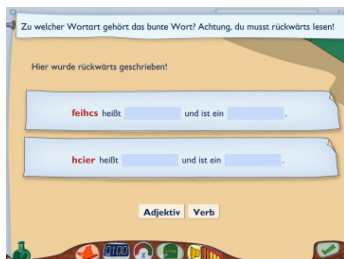 Zu welcher Wortart gehört das bunte Wort? Achtung, du musst rückwärts lesen!
Hier wurde rückwärts geschrieben!
feihcs heißt und ist ein .
hcier heißt und ist ein .
Adjektiv Verb